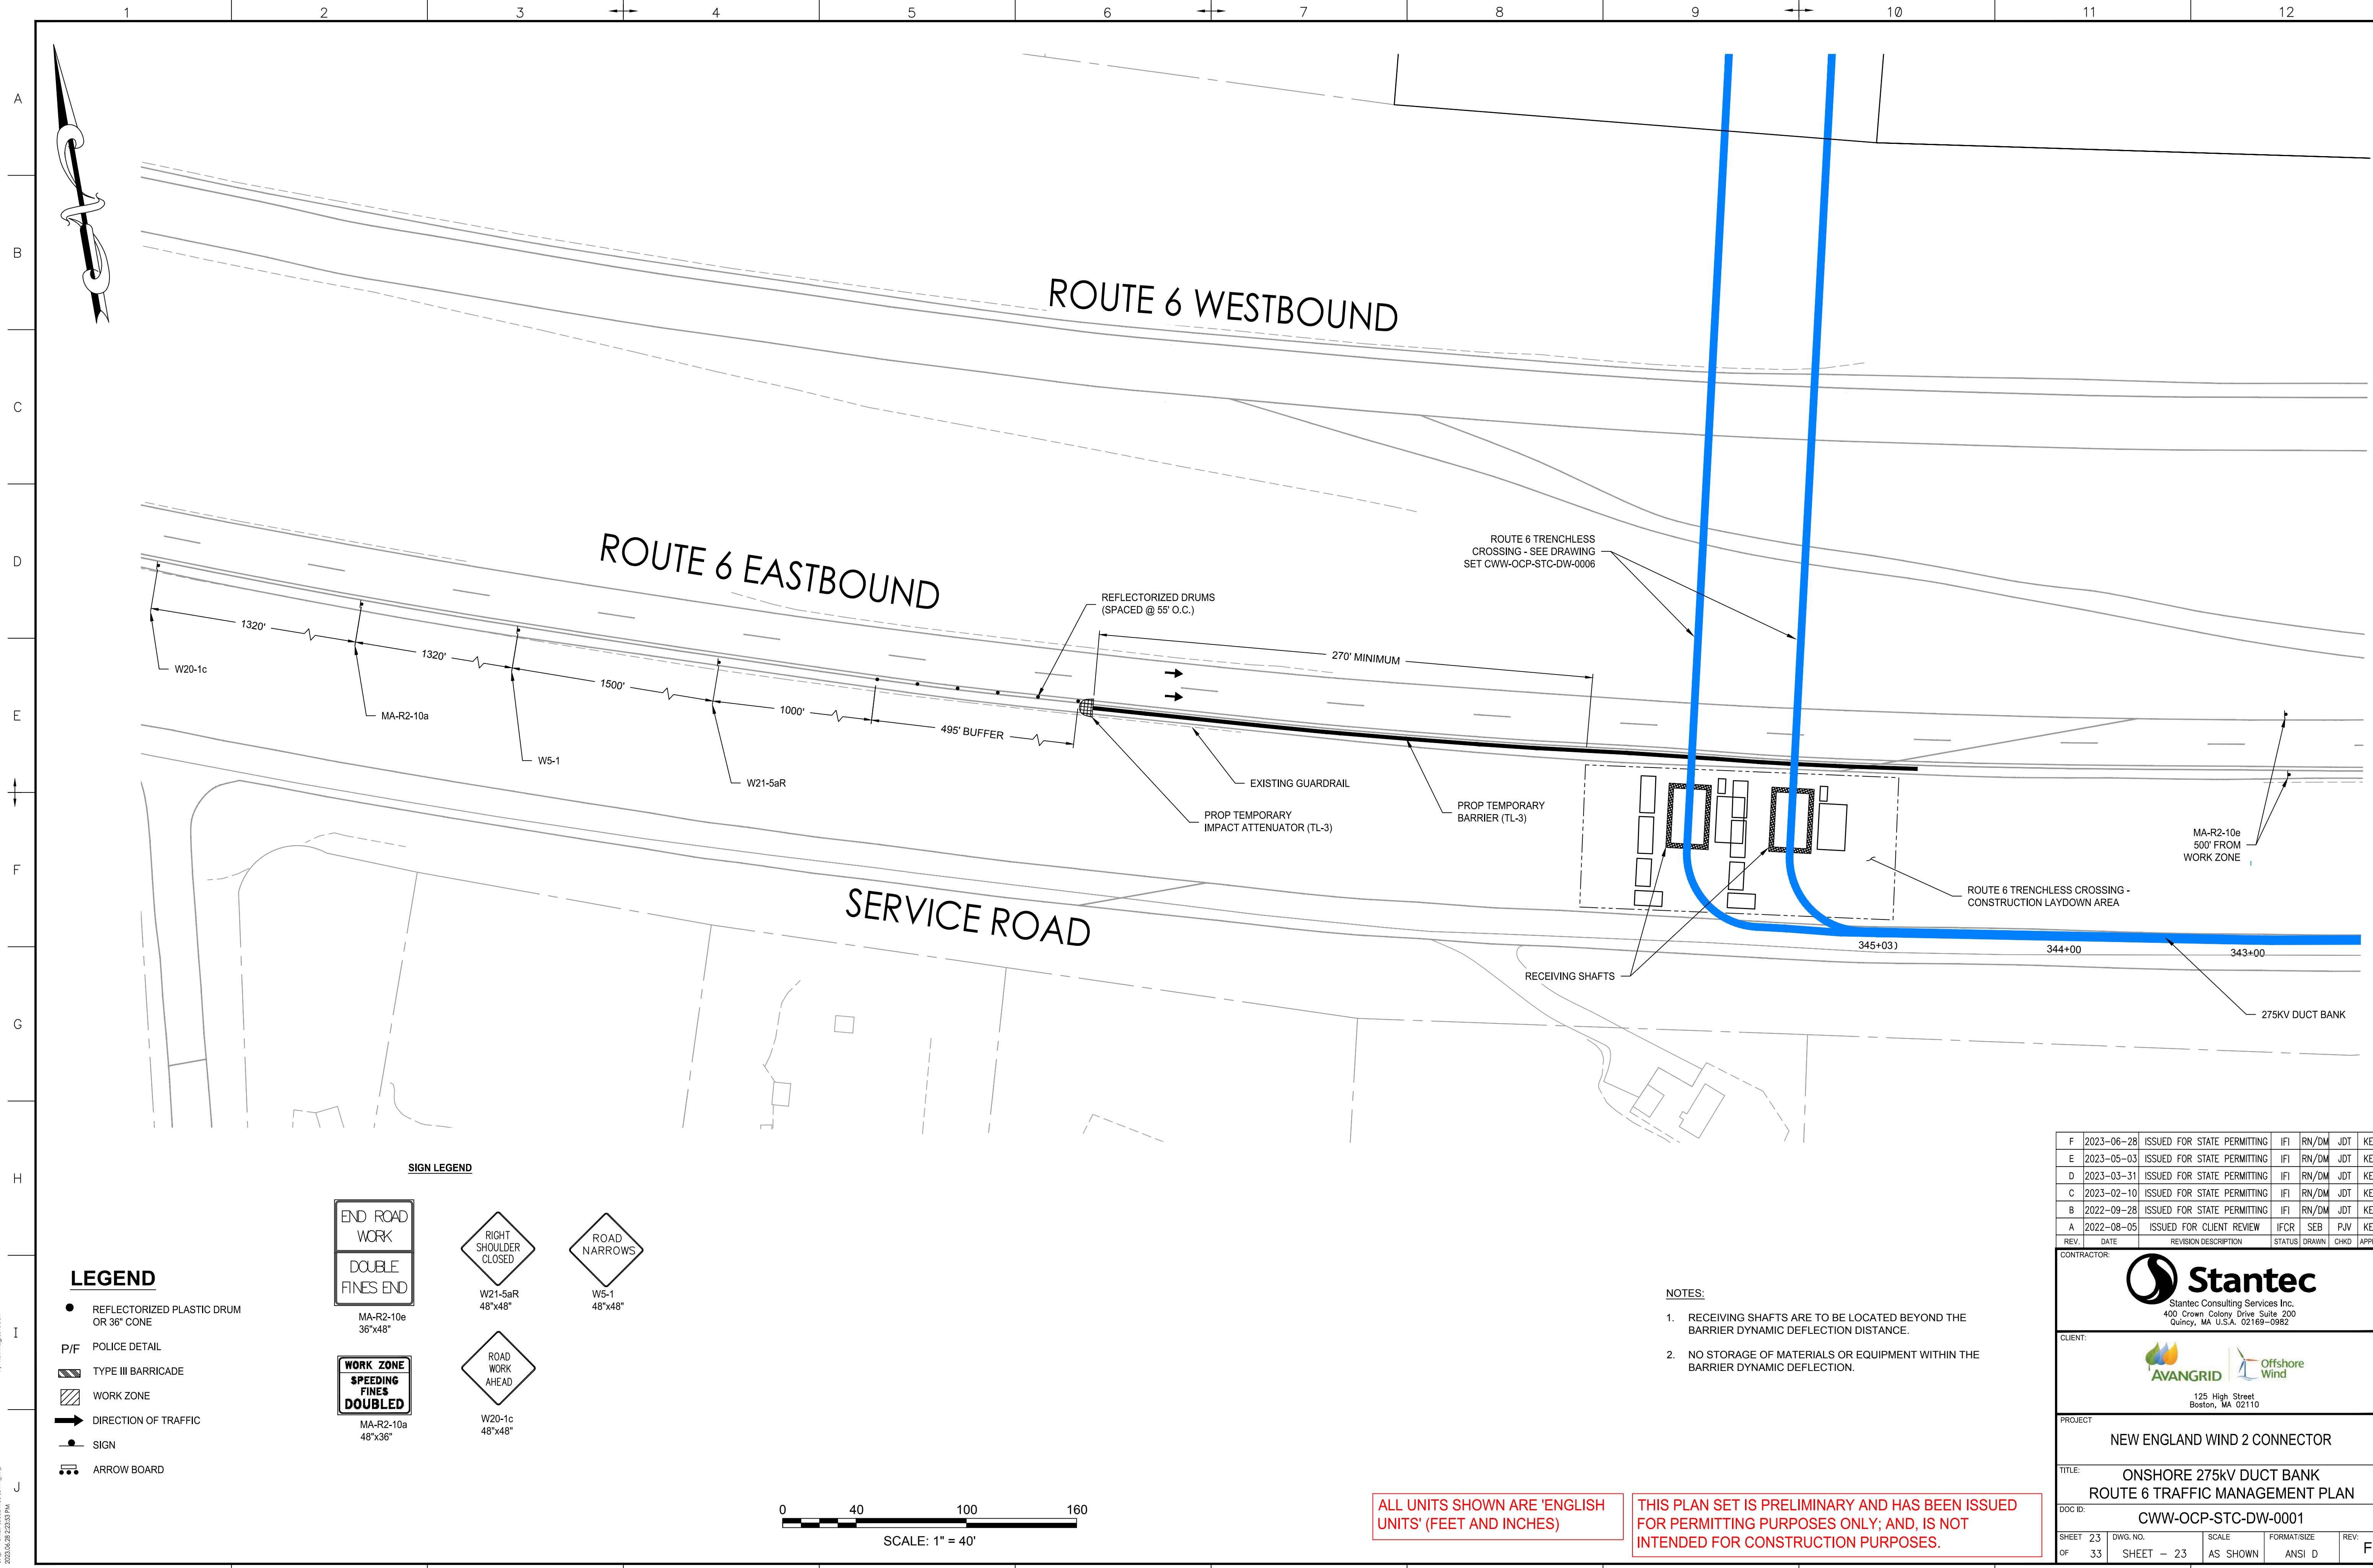 1 2 3 4 5 6 7 8 9 10 11 12
A
B
C
D
E
F
G
H
I
J
ROUTE 6 WESTBOUND
ROUTE 6 EASTBOUND
ROUTE 6 TRENCHLESS
CROSSING - SEE DRAWING
SET CWW-OCP-STC-DW-0006
REFLECTORIZED DRUMS
(SPACED @ 55' O.C.)
1320'
1320'
1500'
1000'
495' BUFFER
270' MINIMUM
W20-1c
MA-R2-10a
W5-1
W21-5aR
EXISTING GUARDRAIL
PROP TEMPORARY
IMPACT ATTENUATOR (TL-3)
PROP TEMPORARY
BARRIER (TL-3)
MA-R2-10e
500' FROM
WORK ZONE
ROUTE 6 TRENCHLESS CROSSING -
CONSTRUCTION LAYDOWN AREA
SERVICE ROAD
345+03
344+00
343+00
RECEIVING SHAFTS
275KV DUCT BANK
SIGN LEGEND
END ROAD
WORK
DOUBLE
FINES END
MA-R2-10e
36"x48"
RIGHT
SHOULDER
CLOSED
W21-5aR
48"x48"
ROAD
NARROWS
W5-1
48"x48"
WORK ZONE
SPEEDING
FINES
DOUBLED
MA-R2-10a
48"x36"
ROAD
WORK
AHEAD
W20-1c
48"x48"
LEGEND
REFLECTORIZED PLASTIC DRUM
OR 36" CONE
P/F POLICE DETAIL
TYPE III BARRICADE
WORK ZONE
DIRECTION OF TRAFFIC
SIGN
ARROW BOARD
0 40 100 160
SCALE: 1" = 40'
NOTES:
1. RECEIVING SHAFTS ARE TO BE LOCATED BEYOND THE
BARRIER DYNAMIC DEFLECTION DISTANCE.
2. NO STORAGE OF MATERIALS OR EQUIPMENT WITHIN THE
BARRIER DYNAMIC DEFLECTION.
ALL UNITS SHOWN ARE 'ENGLISH
UNITS' (FEET AND INCHES)
THIS PLAN SET IS PRELIMINARY AND HAS BEEN ISSUED
FOR PERMITTING PURPOSES ONLY; AND, IS NOT
INTENDED FOR CONSTRUCTION PURPOSES.
F 2023-06-28 ISSUED FOR STATE PERMITTING IFI RN/DM JDT KE
E 2023-05-03 ISSUED FOR STATE PERMITTING IFI RN/DM JDT KE
D 2023-03-31 ISSUED FOR STATE PERMITTING IFI RN/DM JDT KE
C 2023-02-10 ISSUED FOR STATE PERMITTING IFI RN/DM JDT KE
B 2022-09-28 ISSUED FOR STATE PERMITTING IFI RN/DM JDT KE
A 2022-08-05 ISSUED FOR CLIENT REVIEW IFCR SEB PJV KE
REV. DATE REVISION DESCRIPTION STATUS DRAWN CHKD APP
CONTRACTOR:
Stantec
Stantec Consulting Services Inc.
400 Crown Colony Drive Suite 200
Quincy, MA U.S.A. 02169-0982
CLIENT:
AVANGRID
Offshore
Wind
125 High Street
Boston, MA 02110
PROJECT
NEW ENGLAND WIND 2 CONNECTOR
TITLE:
ONSHORE 275kV DUCT BANK
ROUTE 6 TRAFFIC MANAGEMENT PLAN
DOC ID:
CWW-OCP-STC-DW-0001
SHEET 23 DWG. NO. SCALE FORMAT/SIZE REV:
OF 33 SHEET - 23 AS SHOWN ANSI D F
2023.06.28 2:23:53 PM